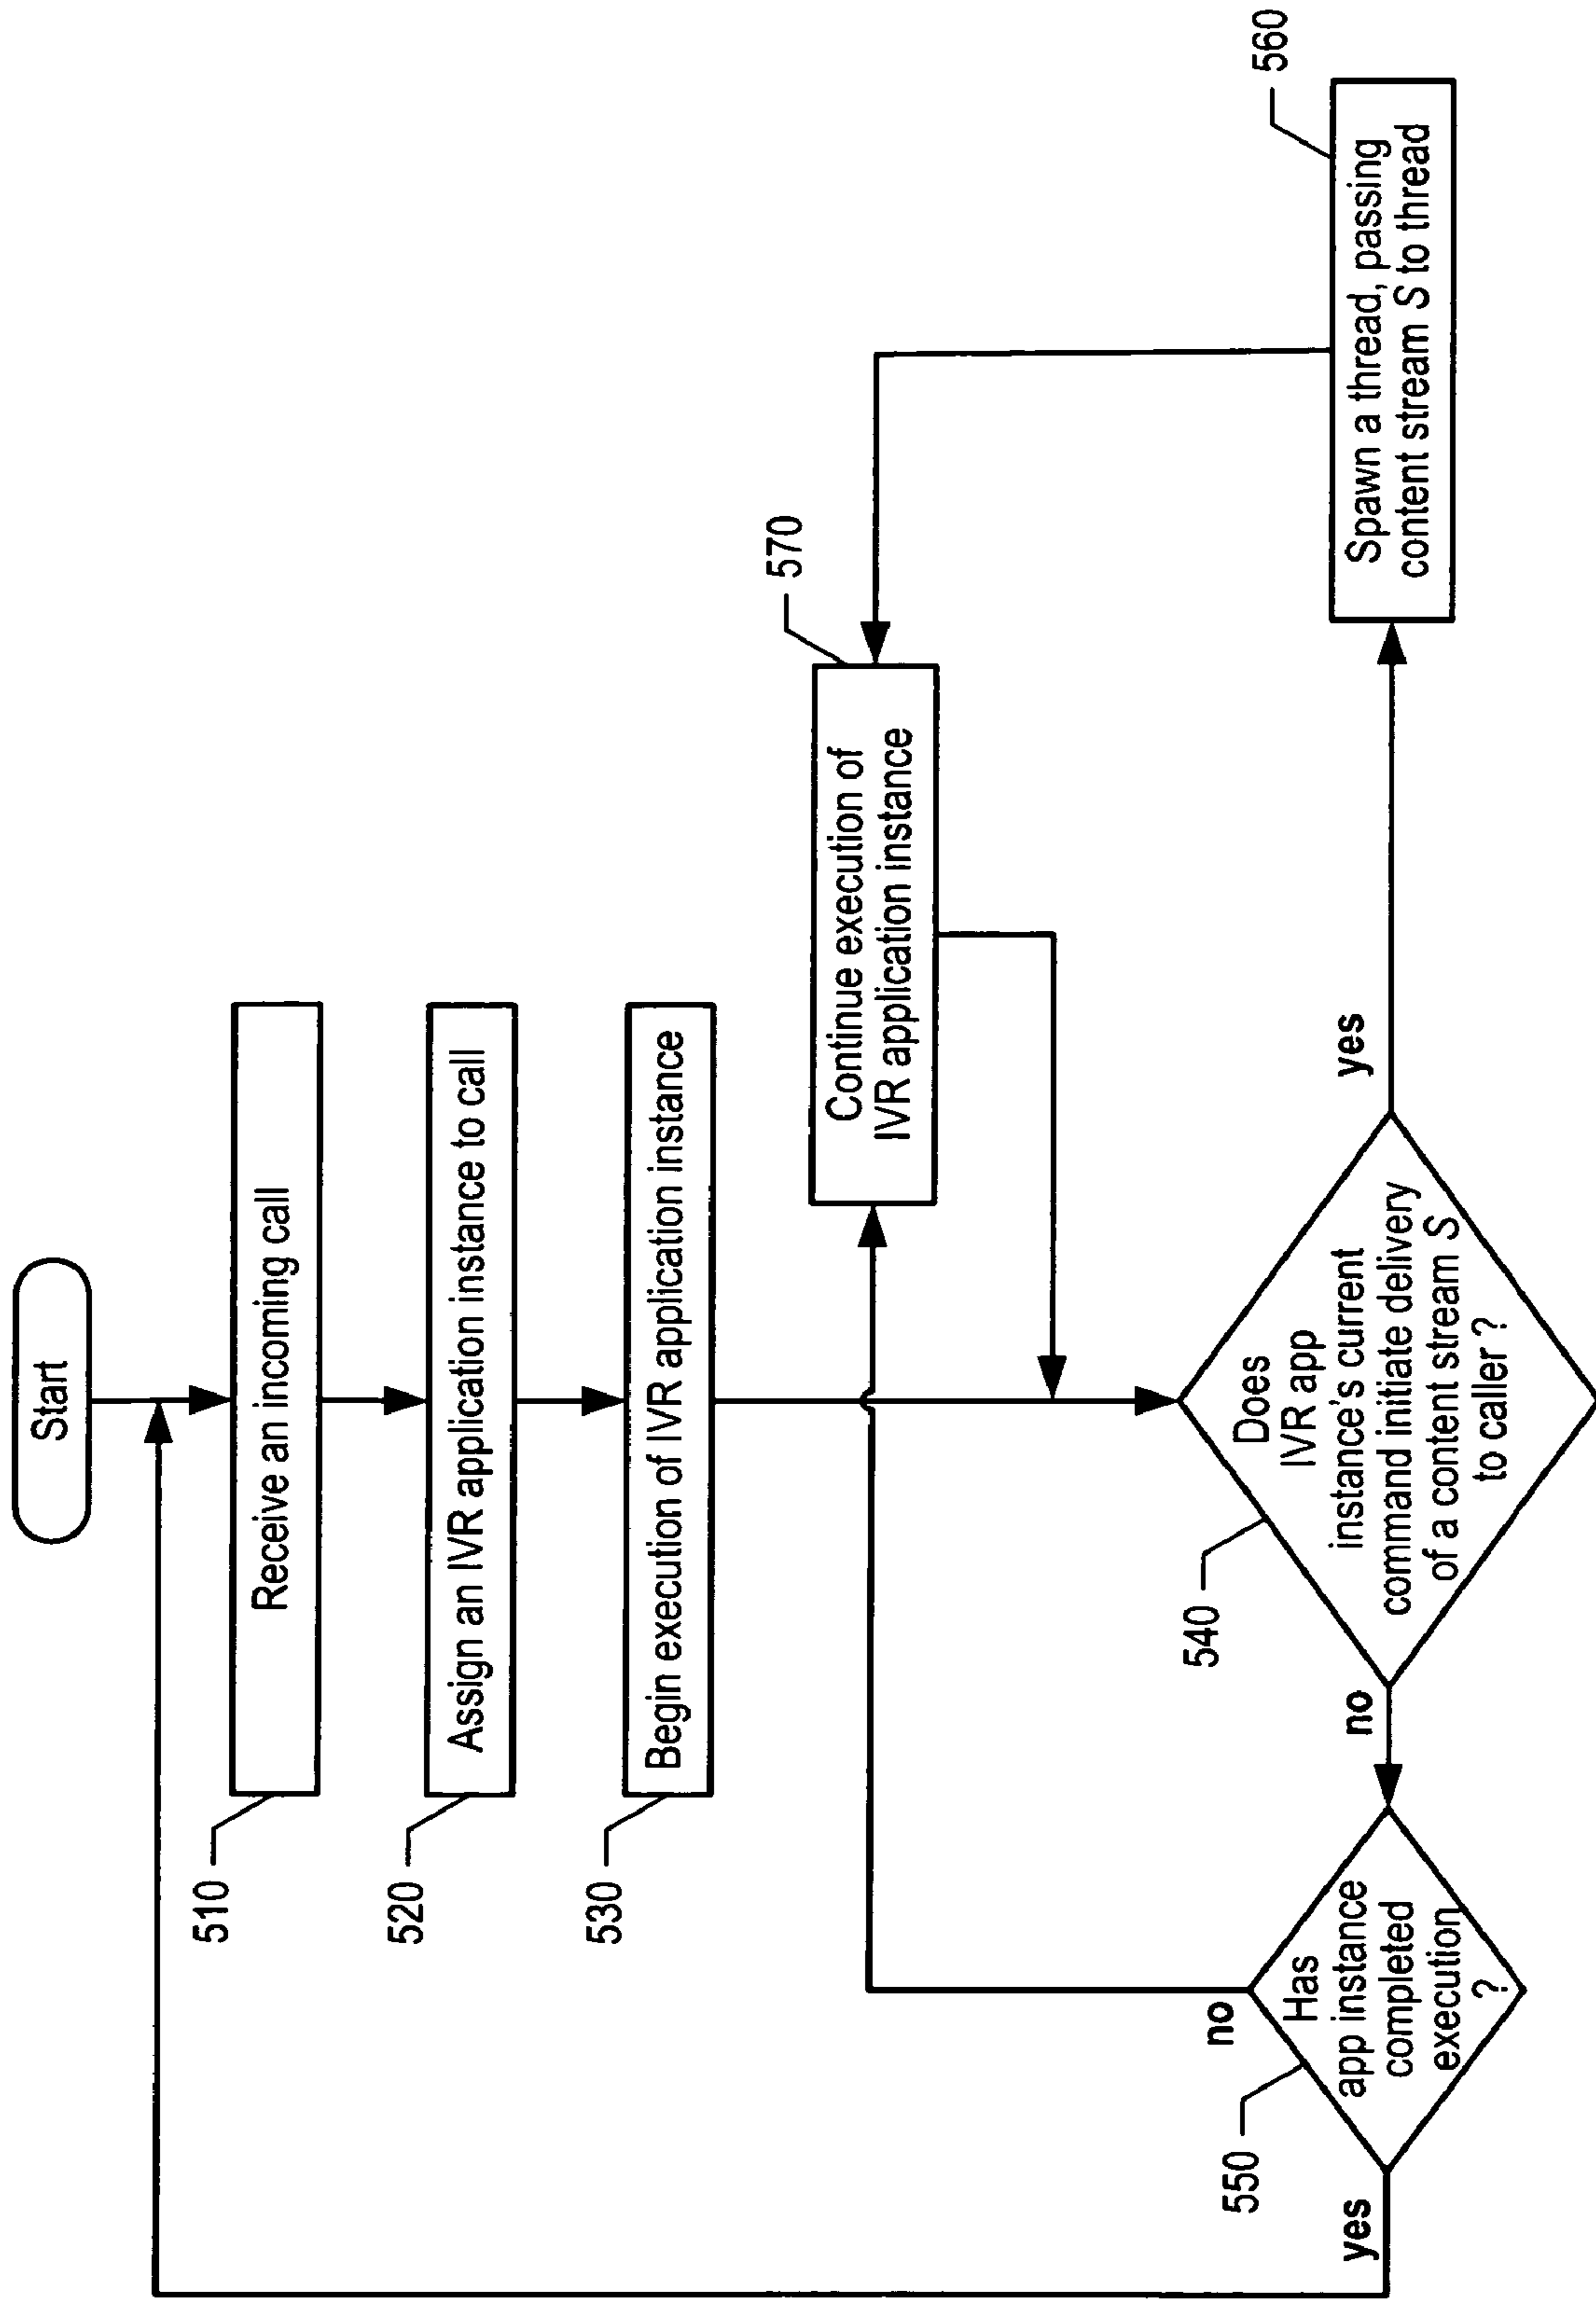 Start
510
Receive an incoming call
520
Assign an IVR application instance to call
530
Begin execution of IVR application instance
570
Continue execution of
IVR application instance
540
Does
IVR app
instance's current
command initiate delivery
of a content stream S
to caller ?
yes
no
560
Spawn a thread, passing
content stream S to thread
550
Has
app instance
completed
execution
?
no
yes